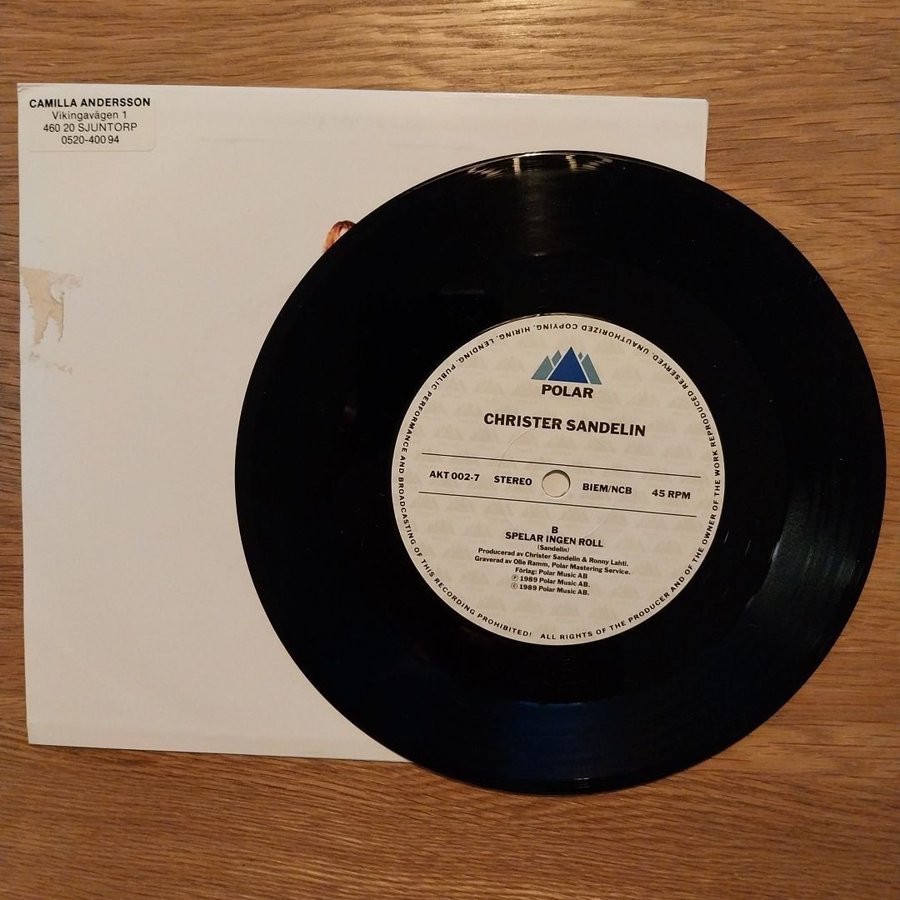 CAMILLA ANDERSSON
Vikingavägen 1
460 20 SJUNTORP
0520-400 94
POLAR
CHRISTER SANDELIN
AKT 002-7 STEREO BIEM/NCB 45 RPM
B
SPELAR INGEN ROLL
(Sandelin)
Producerad av Christer Sandelin & Ronny Lahti.
Graverad av Olle Ramm, Polar Mastering Service.
Förlag: Polar Music AB
Ⓟ 1989 Polar Music AB.
© 1989 Polar Music AB.
ALL RIGHTS OF THE PRODUCER AND OF THE OWNER OF THE WORK REPRODUCED RESERVED. UNAUTHORIZED COPYING, HIRING, LENDING, PUBLIC PERFORMANCE AND BROADCASTING OF THIS RECORDING PROHIBITED!